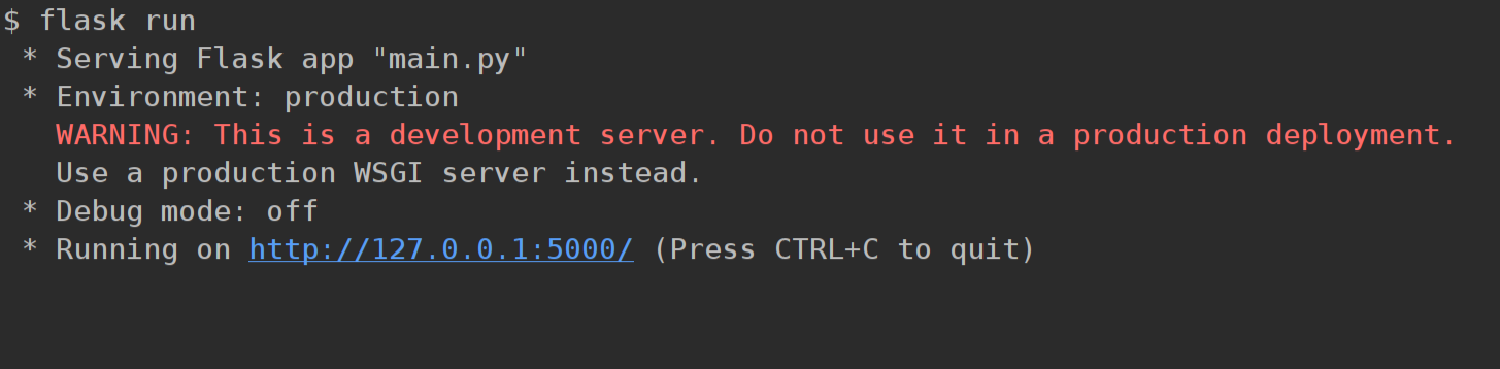 $ flask run
* Serving Flask app "main.py"
* Environment: production
WARNING: This is a development server. Do not use it in a production deployment.
Use a production WSGI server instead.
* Debug mode: off
* Running on http://127.0.0.1:5000/ (Press CTRL+C to quit)